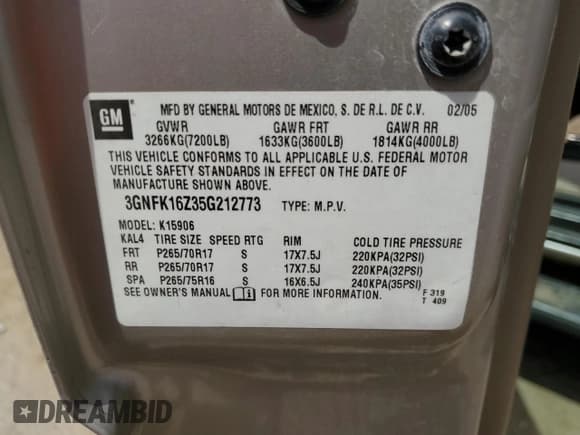 GM
MFD BY GENERAL MOTORS DE MEXICO, S. DE R.L. DE C.V. 02/05
GVWR GAWR FRT GAWR RR
3266KG(7200LB) 1633KG(3600LB) 1814KG(4000LB)
THIS VEHICLE CONFORMS TO ALL APPLICABLE U.S. FEDERAL MOTOR
VEHICLE SAFETY STANDARDS IN EFFECT ON THE DATE OF
MANUFACTURE SHOWN ABOVE.
3GNFK16Z35G212773 TYPE: M.P.V.
MODEL: K15906
KAL4 TIRE SIZE SPEED RTG RIM COLD TIRE PRESSURE
FRT P265/70R17 S 17X7.5J 220KPA(32PSI)
RR P265/70R17 S 17X7.5J 220KPA(32PSI)
SPA P265/75R16 S 16X6.5J 240KPA(35PSI)
SEE OWNER'S MANUAL FOR MORE INFORMATION. F 319
T 409
DREAMBID